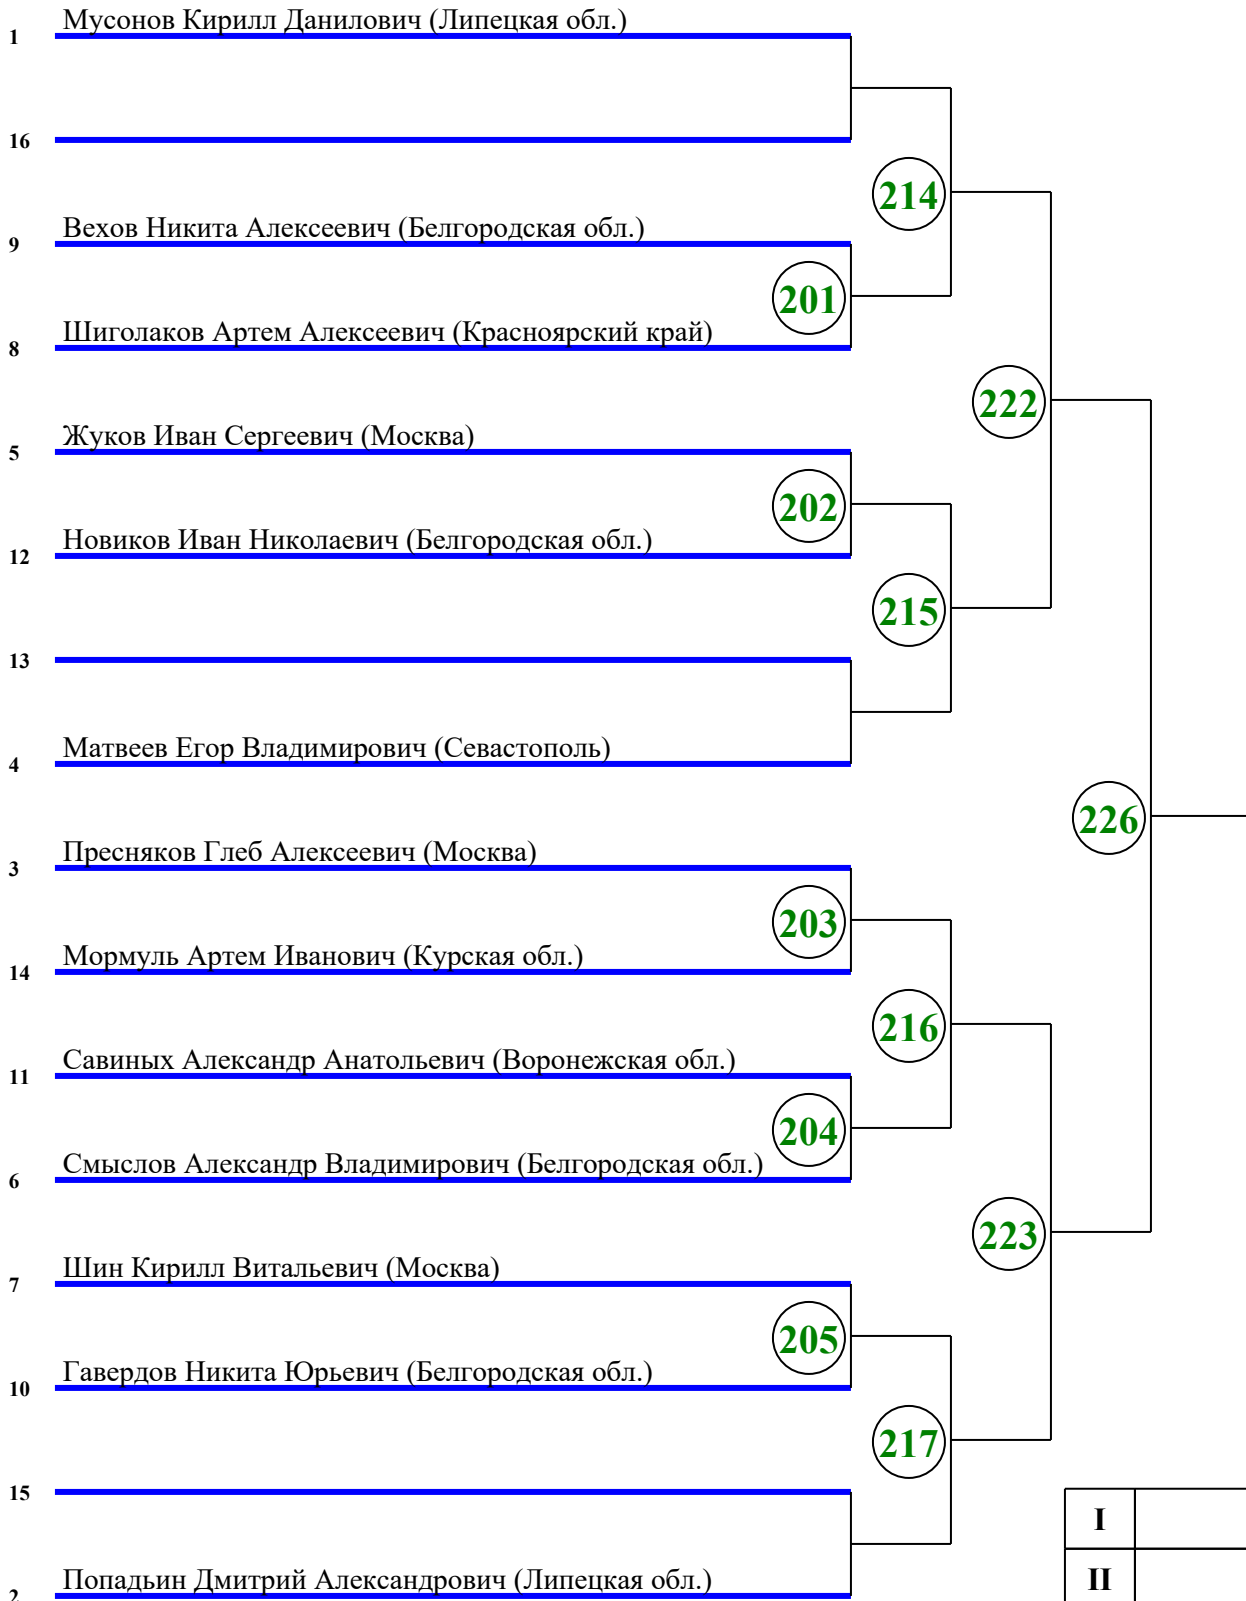 Мусонов Кирилл Данилович (Липецкая обл.)
1
16
214
Вехов Никита Алексеевич (Белгородская обл.)
9
201
Шиголаков Артем Алексеевич (Красноярский край)
8
222
Жуков Иван Сергеевич (Москва)
5
202
Новиков Иван Николаевич (Белгородская обл.)
12
215
13
Матвеев Егор Владимирович (Севастополь)
4
226
Пресняков Глеб Алексеевич (Москва)
3
203
Мормуль Артем Иванович (Курская обл.)
14
216
Савиных Александр Анатольевич (Воронежская обл.)
11
204
Смыслов Александр Владимирович (Белгородская обл.)
6
223
Шин Кирилл Витальевич (Москва)
7
205
Гавердов Никита Юрьевич (Белгородская обл.)
10
217
15
I
Попадьин Дмитрий Александрович (Липецкая обл.)
II
2